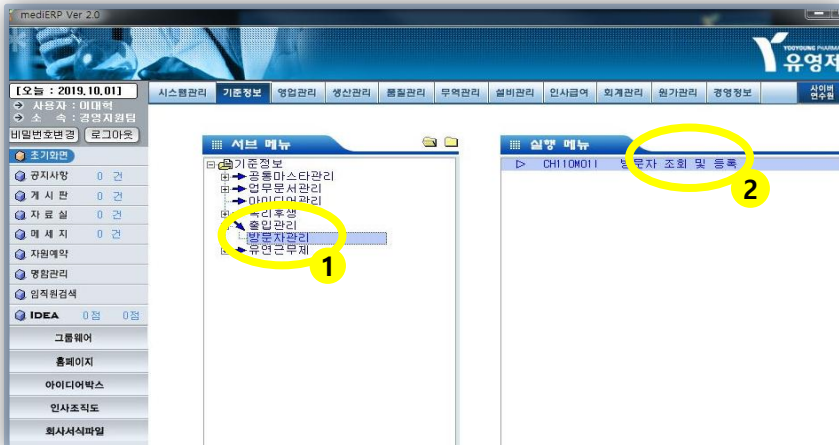 mediERP Ver 2.0
YOOYOUNG PHARMA
유영제
[오늘 : 2019.10.01]
시스템관리 기준정보 영업관리 생산관리 품질관리 무역관리 설비관리 인사급여 회계관리 원가관리 경영정보 사이버연수원
사용자 : 이대혁
소 속 : 경영지원팀
비밀번호변경 로그아웃
초기화면
공지사항 0 건
게 시 판 0 건
자 료 실 0 건
메 세 지 0 건
자원예약
명함관리
임직원검색
IDEA 0점 0점
그룹웨어
홈페이지
아이디어박스
인사조직도
회사서식파일
서브 메뉴
기준정보
공통마스타관리
업무문서관리
아이디어관리
복리후생
출입관리
방문자관리
유연근무제
1
실행 메뉴
CH110M01I 방문자 조회 및 등록
2